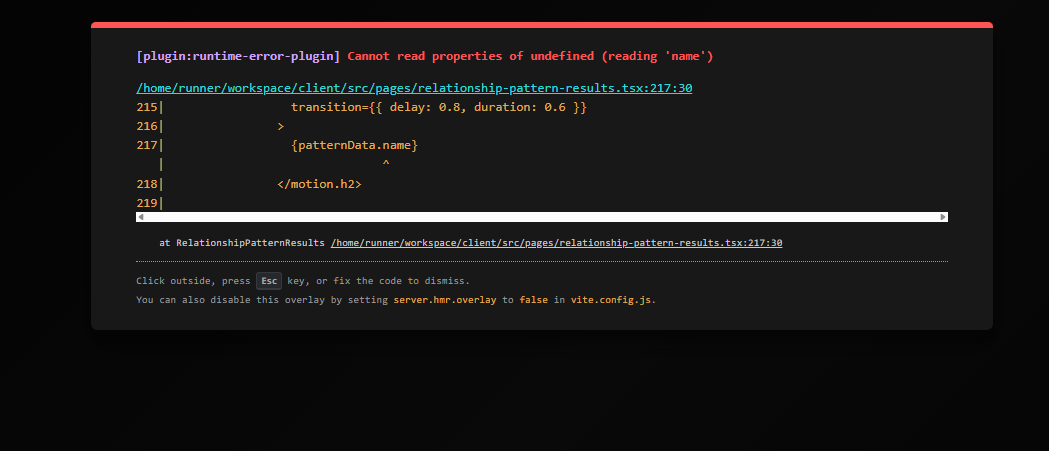 [plugin:runtime-error-plugin] Cannot read properties of undefined (reading 'name')
/home/runner/workspace/client/src/pages/relationship-pattern-results.tsx:217:30
215|                  transition={{ delay: 0.8, duration: 0.6 }}
216|                >
217|                  {patternData.name}
   |                              ^
218|                </motion.h2>
219|
at RelationshipPatternResults /home/runner/workspace/client/src/pages/relationship-pattern-results.tsx:217:30
Click outside, press Esc key, or fix the code to dismiss.
You can also disable this overlay by setting server.hmr.overlay to false in vite.config.js.